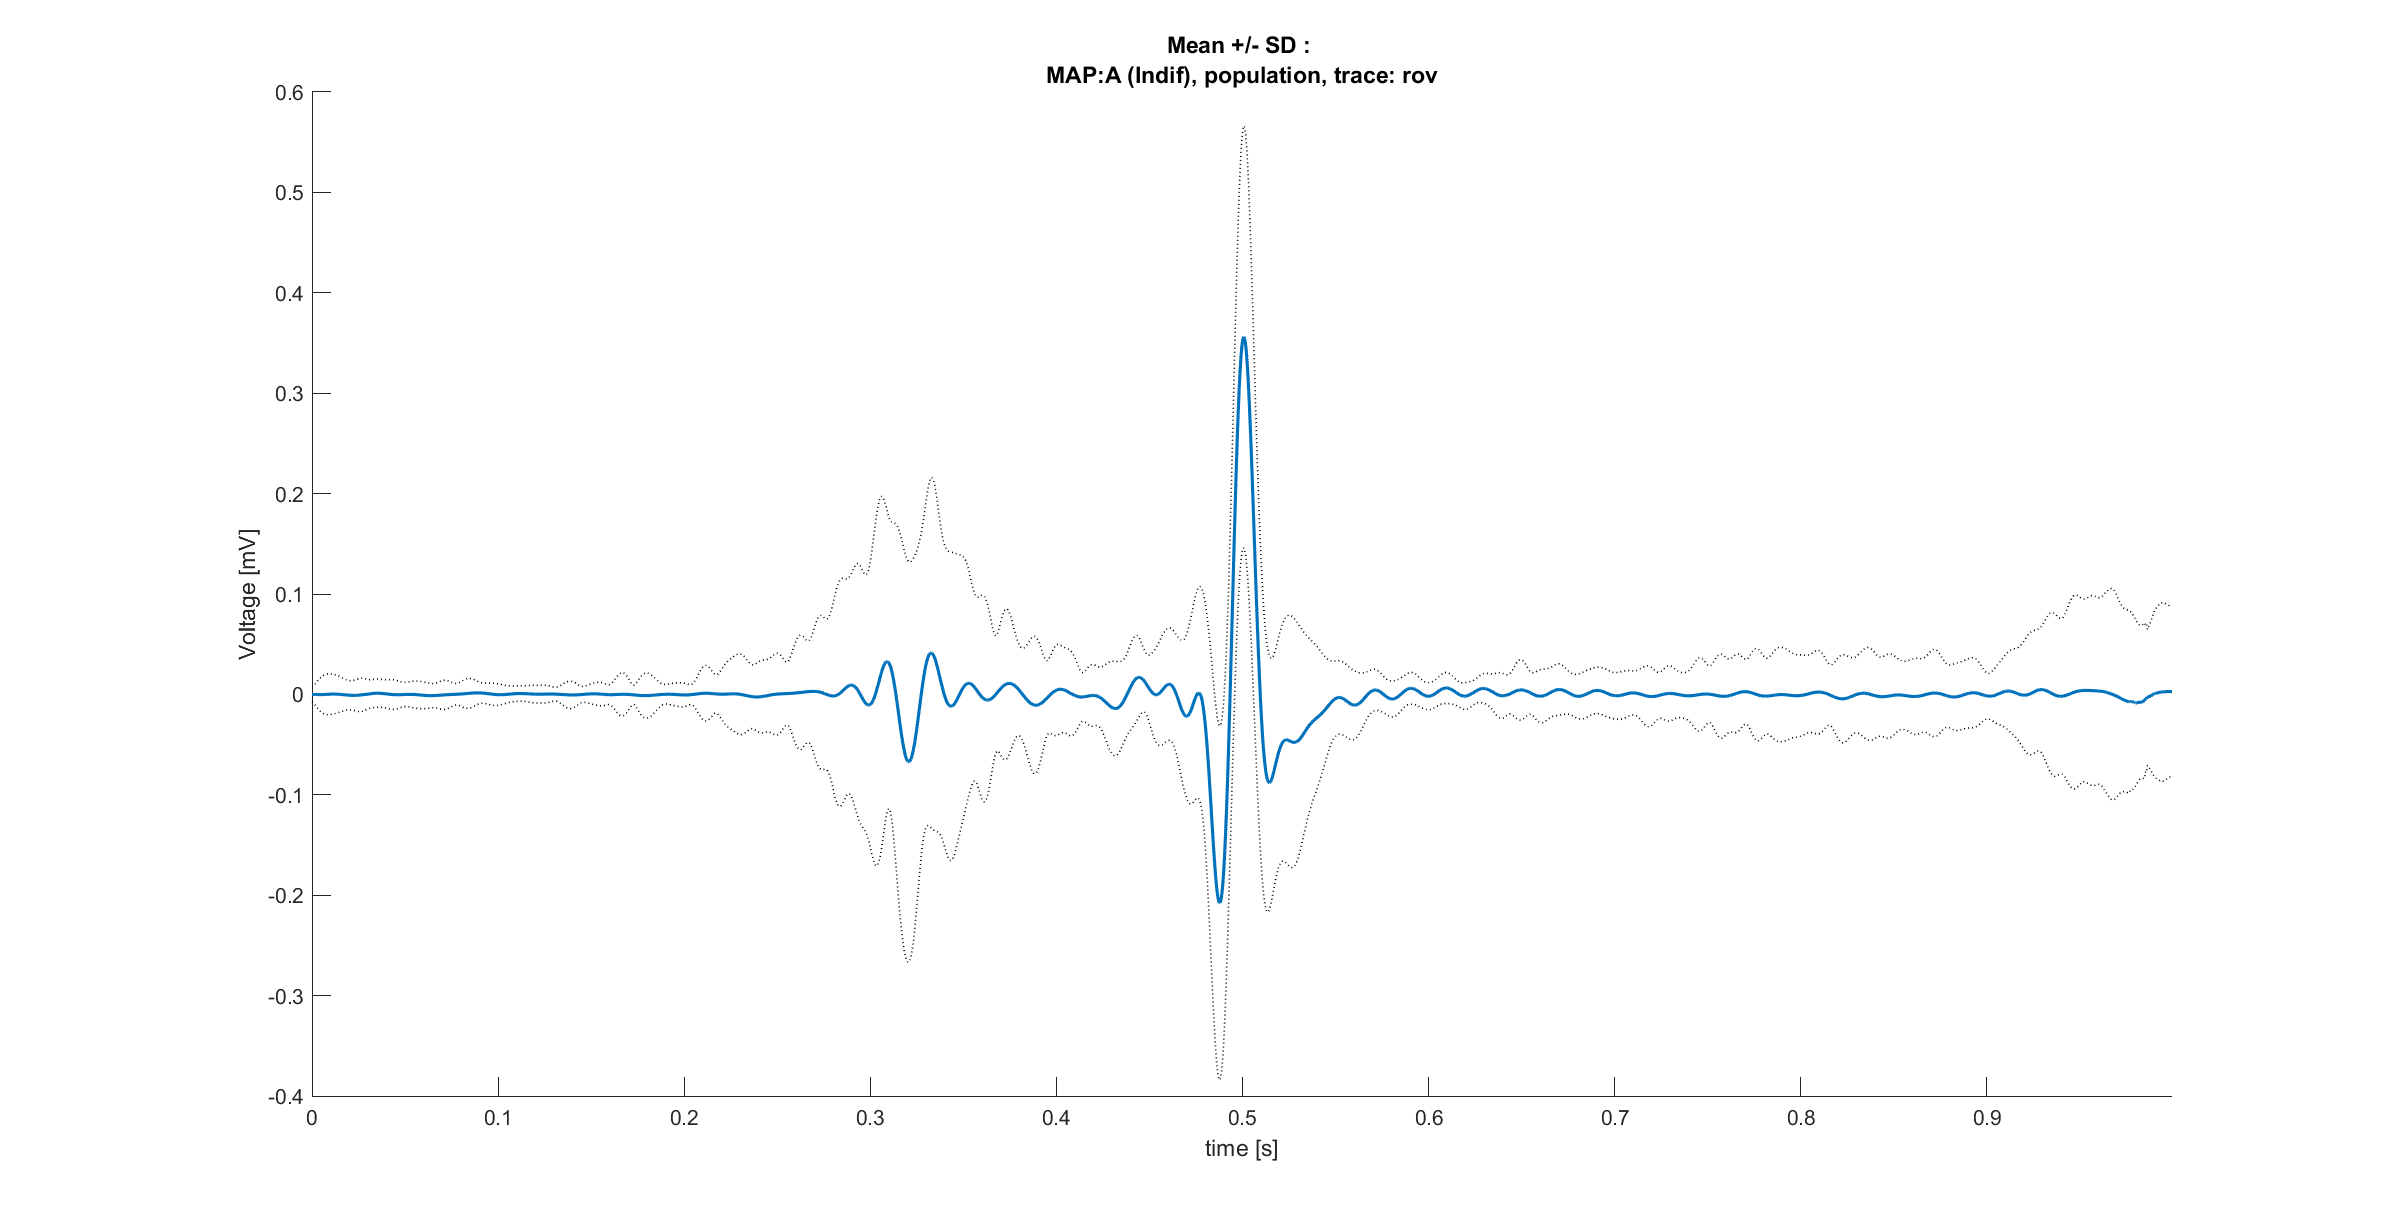 Mean +/- SD :
MAP:A (Indif), population, trace: rov
0.6
0.5
0.4
0.3
0.2
0.1
0
-0.1
-0.2
-0.3
-0.4
Voltage [mV]
0 0.1 0.2 0.3 0.4 0.5 0.6 0.7 0.8 0.9
time [s]